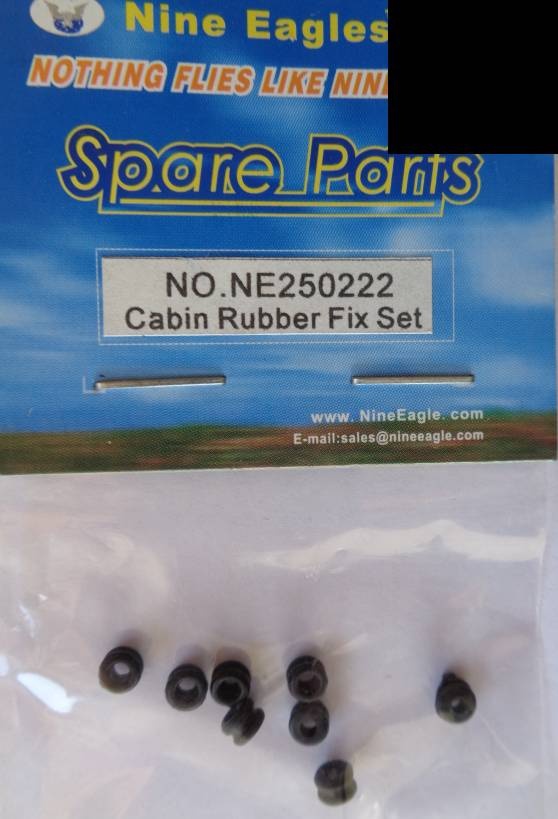 Nine Eagles
NOTHING FLIES LIKE
Spare Parts
NO.NE250222
Cabin Rubber Fix Set
www. NineEagle. com
E-mail:sales@nineeagle.com